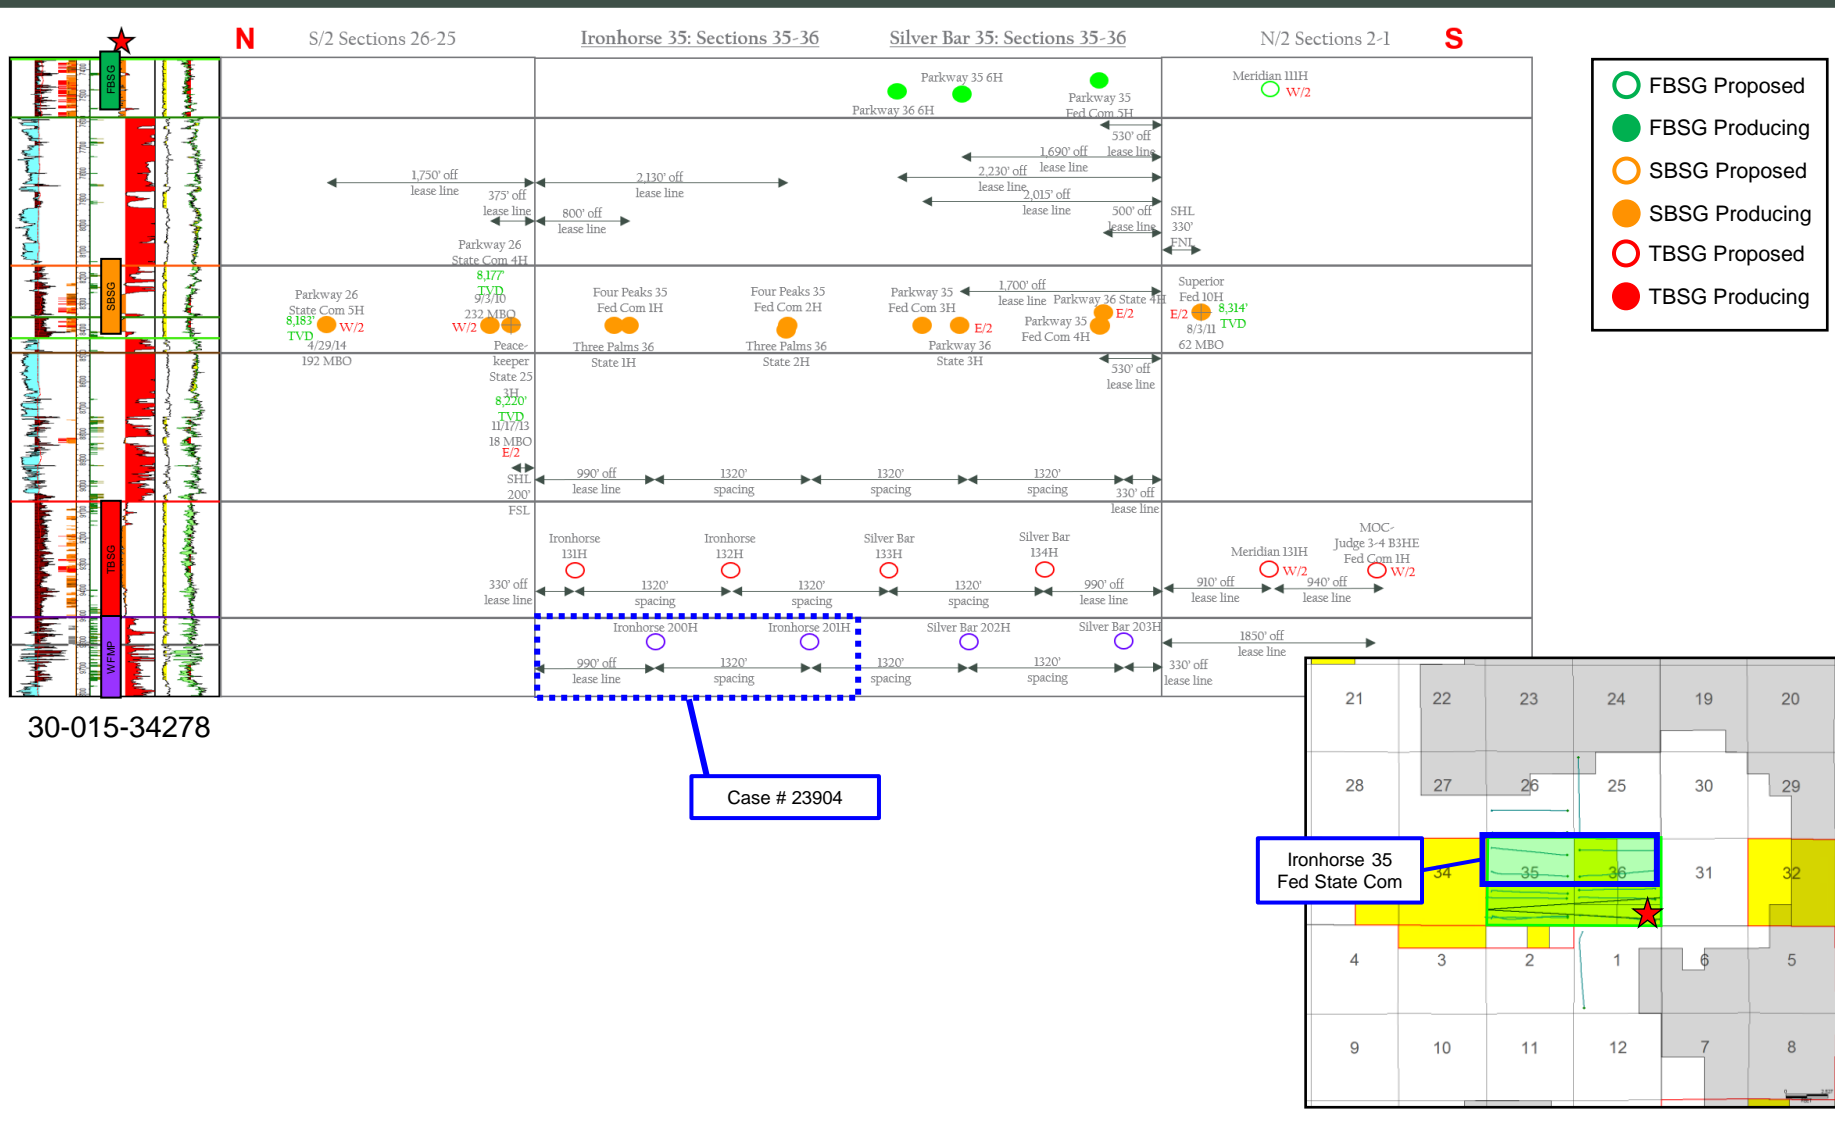 N
S/2 Sections 26-25
Ironhorse 35: Sections 35-36
Silver Bar 35: Sections 35-36
N/2 Sections 2-1
S
FBSG
Parkway 36 6H
Parkway 35 6H
Parkway 35
Fed Com 5H
Meridian 111H
W/2
530' off
lease line
1,690' off
lease line
2,230' off
lease line
2,015' off
lease line
500' off
lease line
1,750' off
lease line
375' off
lease line
2,130' off
lease line
800' off
lease line
SHL
330'
FNL
SBSG
Parkway 26
State Com 5H
8,183'
TVD
W/2
4/29/14
192 MBO
Parkway 26
State Com 4H
8,177'
TVD
9/3/10
232 MBO
W/2
Peace-
keeper
State 25
3H
8,220'
TVD
11/17/13
18 MBO
E/2
SHL
200'
FSL
Four Peaks 35
Fed Com 1H
Three Palms 36
State 1H
Four Peaks 35
Fed Com 2H
Three Palms 36
State 2H
Parkway 35
Fed Com 3H
E/2
Parkway 36
State 3H
1,700' off
lease line
Parkway 36 State 4H
E/2
Parkway 35
Fed Com 4H
Superior
Fed 10H
E/2
8,314'
TVD
8/3/11
62 MBO
530' off
lease line
990' off
lease line
1320'
spacing
1320'
spacing
1320'
spacing
330' off
lease line
TBSG
Ironhorse
131H
Ironhorse
132H
Silver Bar
133H
Silver Bar
134H
Meridian 131H
W/2
MOC-
Judge 3-4 B3HE
Fed Com 1H
W/2
330' off
lease line
1320'
spacing
1320'
spacing
1320'
spacing
990' off
lease line
910' off
lease line
940' off
lease line
WFMP
Ironhorse 200H
Ironhorse 201H
Silver Bar 202H
Silver Bar 203H
1850' off
lease line
990' off
lease line
1320'
spacing
1320'
spacing
1320'
spacing
330' off
lease line
30-015-34278
Case # 23904
FBSG Proposed
FBSG Producing
SBSG Proposed
SBSG Producing
TBSG Proposed
TBSG Producing
21 22 23 24 19 20
28 27 26 25 30 29
Ironhorse 35
Fed State Com
34 35 36 31 32
4 3 2 1 6 5
9 10 11 12 7 8